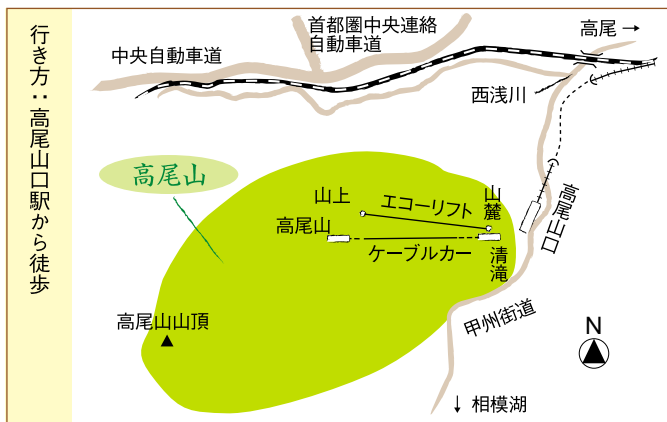 行き方：高尾山口駅から徒歩
中央自動車道
首都圏中央連絡
自動車道
高尾→
西浅川
高尾山
山上
エコーリフト
山麓
高尾山
ケーブルカー
清滝
高尾山口
高尾山山頂
甲州街道
N
↓相模湖